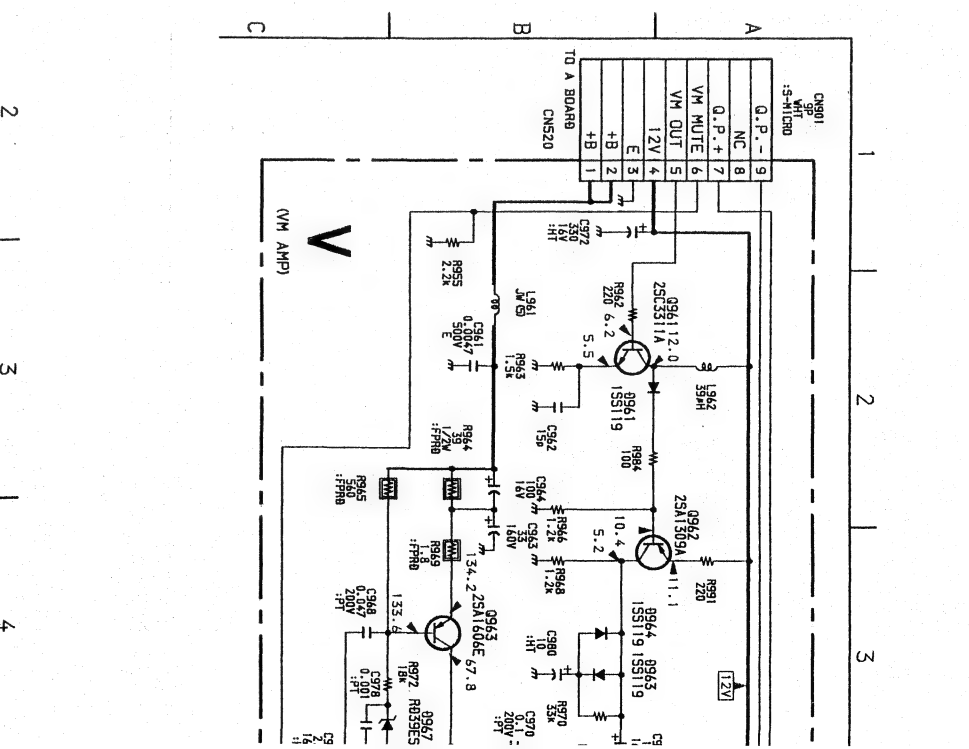 C
B
A
2
3
4
1
2
3
CN901
9P
WHT
:S-MICRO
TO A BOARD
CN520
Q.P.- 9
NC 8
Q.P.+ 7
VM MUTE 6
VM OUT 5
12V 4
E 3
+B 2
+B 1
V
(VM AMP)
R955
2.2k
C972
330
16V
:HT
L961
JW(5)
C961
0.0047
500V
E
R962
220
6.2
Q961
2SC3311A
12.0
5.5
R963
1.5k
C962
15p
D961
1SS119
L962
39μH
R984
100
R964
39
1/2W
:FPRD
R965
560
:FPRD
C964
100
16V
C963
33
160V
R966
1.2k
R968
1.2k
Q962
2SA1309A
10.4
5.2
11.1
R991
220
R969
1.8
:FPRD
134.2
Q963
2SA1606E
67.8
133.6
C968
0.047
200V
:PT
R972
18k
C978
0.001
:PT
D967
RD39ES
C980
10
:HT
D964
1SS119
D963
1SS119
R970
33k
C970
0.1
200V
:PT
12V